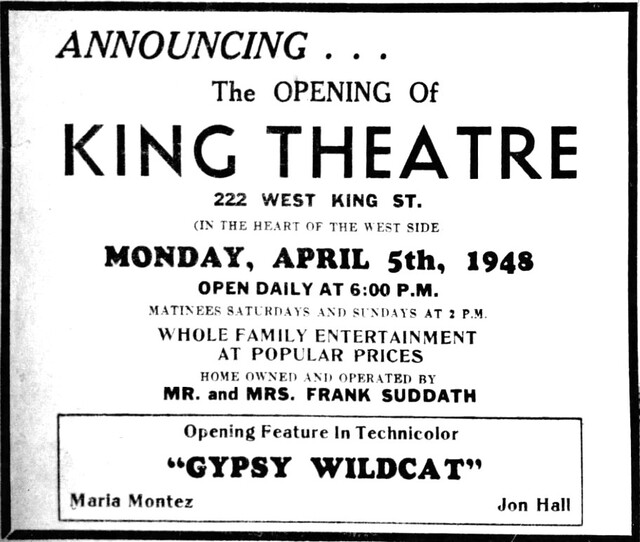 ANNOUNCING . . .
The OPENING Of
KING THEATRE
222 WEST KING ST.
(IN THE HEART OF THE WEST SIDE
MONDAY, APRIL 5th, 1948
OPEN DAILY AT 6:00 P.M.
MATINEES SATURDAYS AND SUNDAYS AT 2 P.M.
WHOLE FAMILY ENTERTAINMENT
AT POPULAR PRICES
HOME OWNED AND OPERATED BY
MR. and MRS. FRANK SUDDATH
Opening Feature In Technicolor
"GYPSY WILDCAT"
Maria Montez Jon Hall